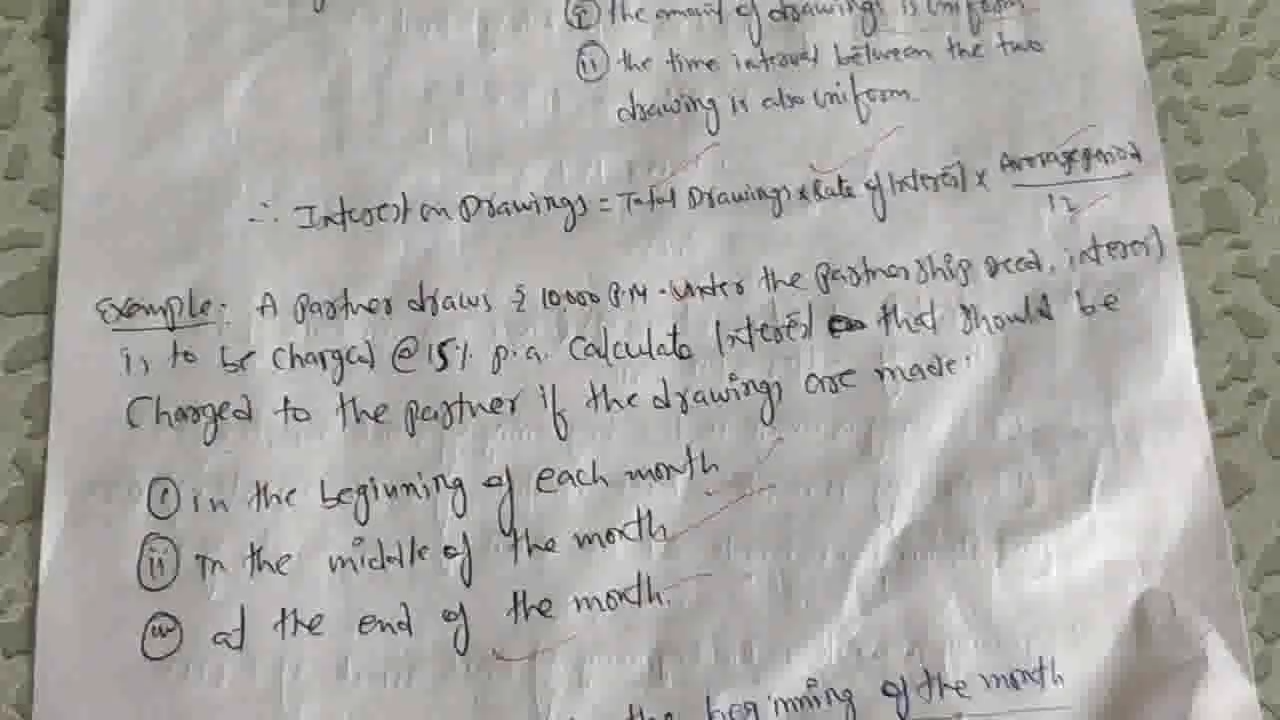 (i) the amount of drawings is uniform
(ii) the time intraval between the two
drawing is also uniform.
∴ Interest on Drawings = Total Drawings × Rate of Interest × Average period / 12
Example: A partner draws ₹ 10,000 P.M. Under the partnership deed, interest
is to be charged @ 15% p.a. Calculate Interest that should be
Charged to the partner if the drawings are made:
(i) in the beginning of each month
(ii) in the middle of the month
(iii) at the end of the month.
the beginning of the month